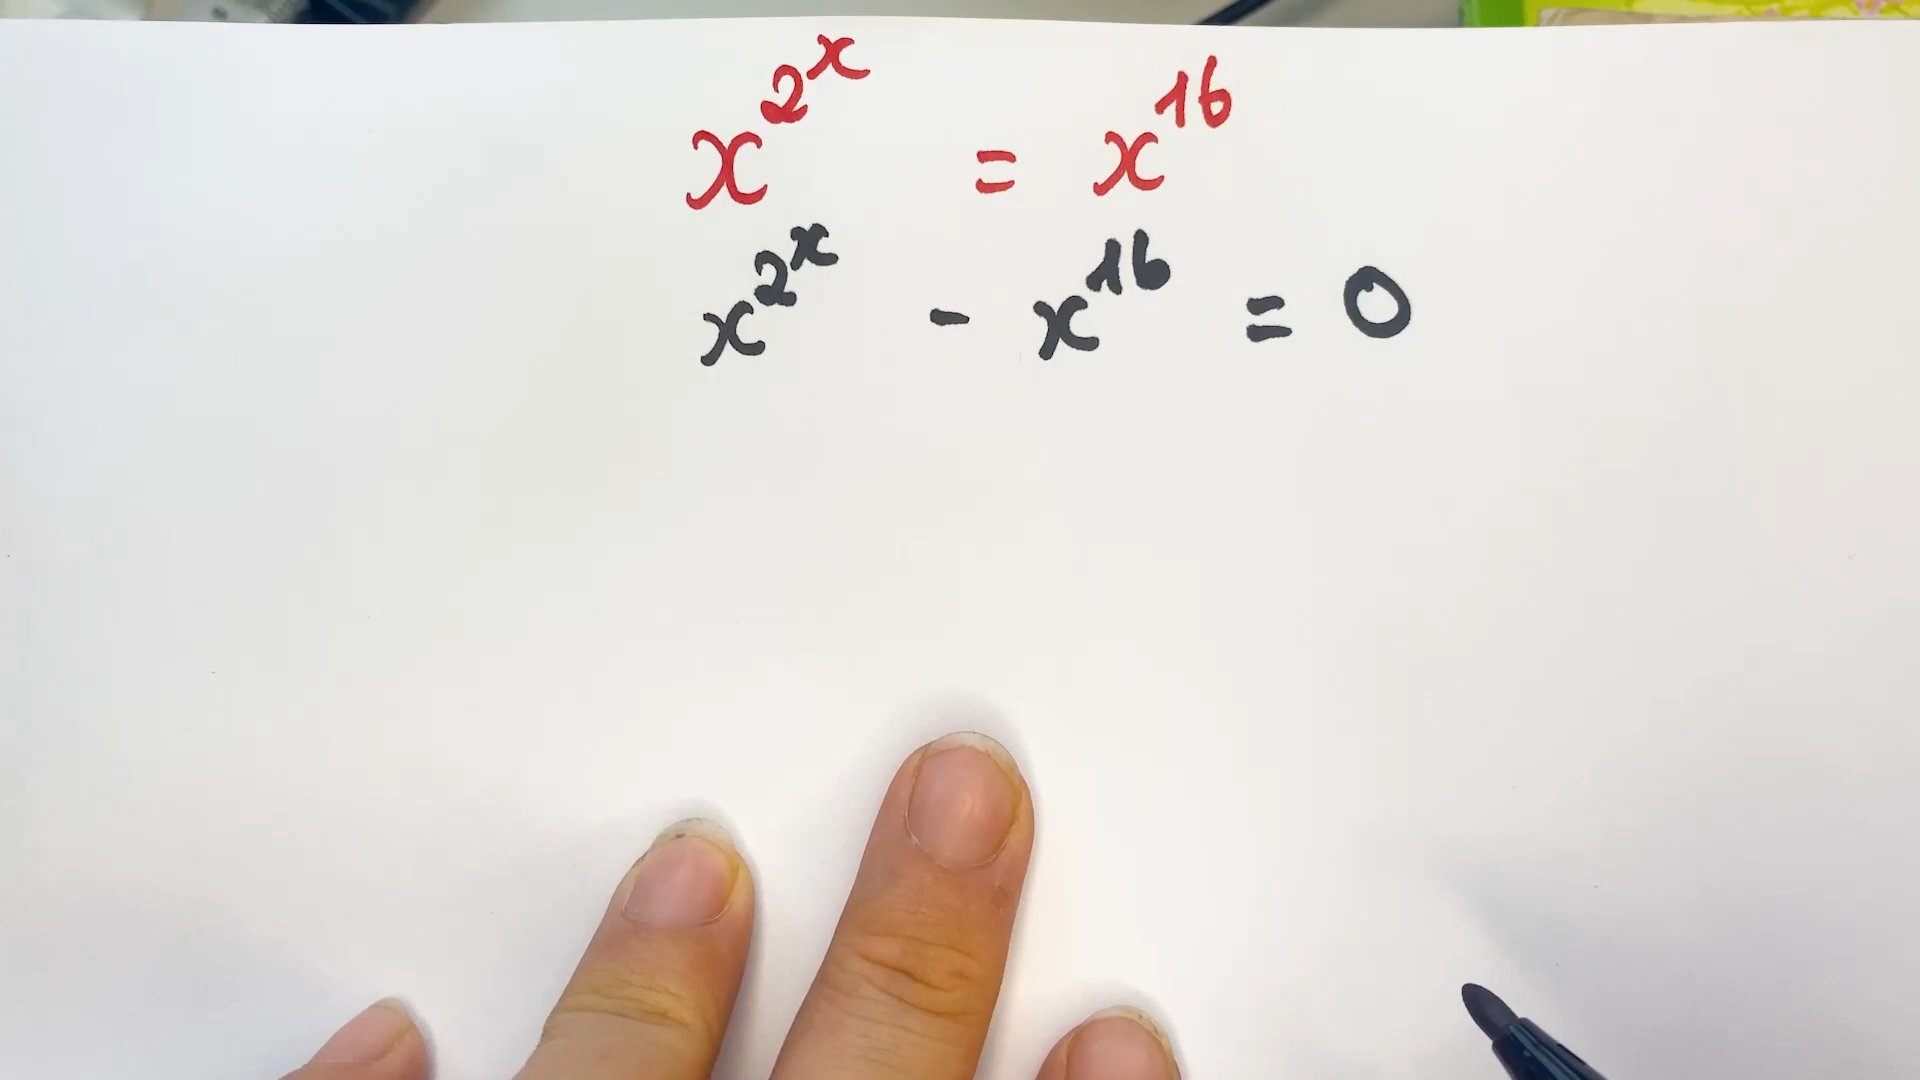 x^{2^x} = x^{16}
x^{2^x} - x^{16} = 0